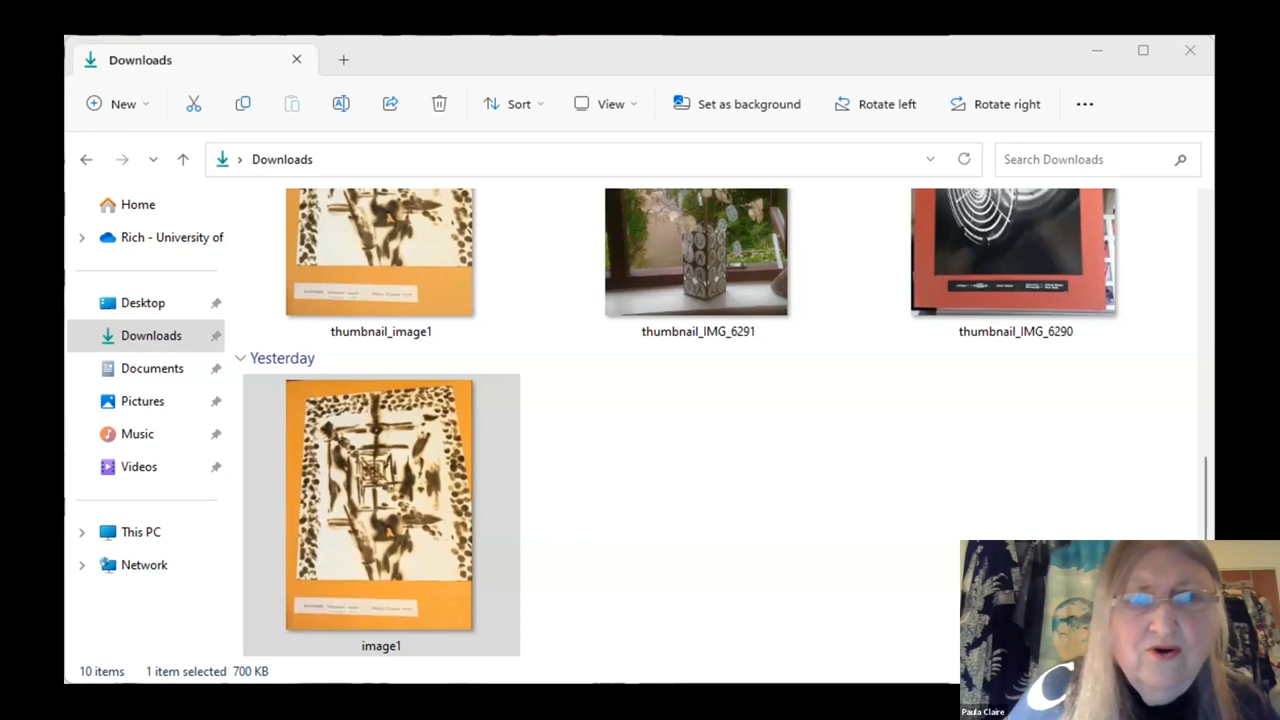 Downloads
New
Sort
View
Set as background
Rotate left
Rotate right
Downloads
Search Downloads
Home
Rich - University of
Desktop
Downloads
Documents
Pictures
Music
Videos
This PC
Network
thumbnail_image1
thumbnail_IMG_6291
thumbnail_IMG_6290
Yesterday
image1
10 items
1 item selected
700 KB
Paula Claire